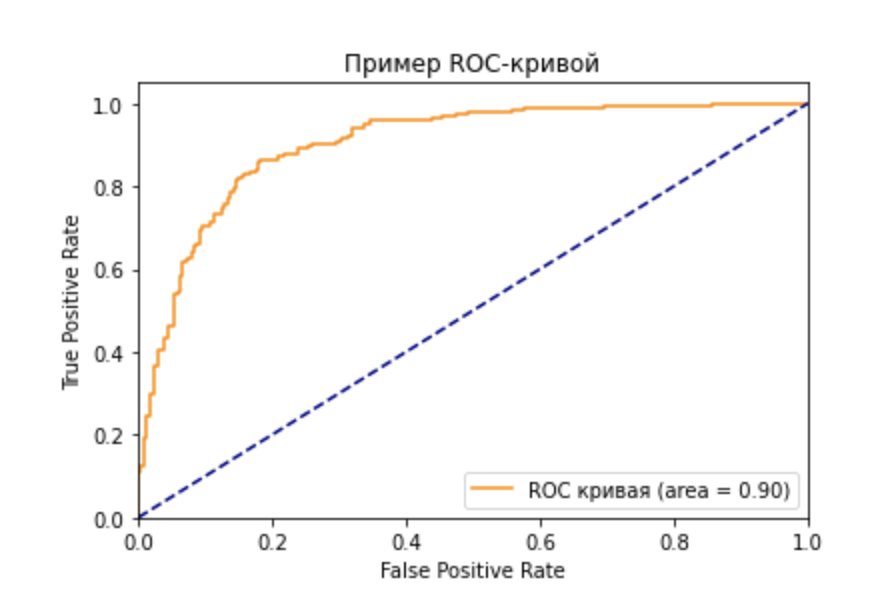 Пример ROC-кривой
True Positive Rate
1.0
0.8
0.6
0.4
0.2
0.0
ROC кривая (area = 0.90)
0.0 0.2 0.4 0.6 0.8 1.0
False Positive Rate